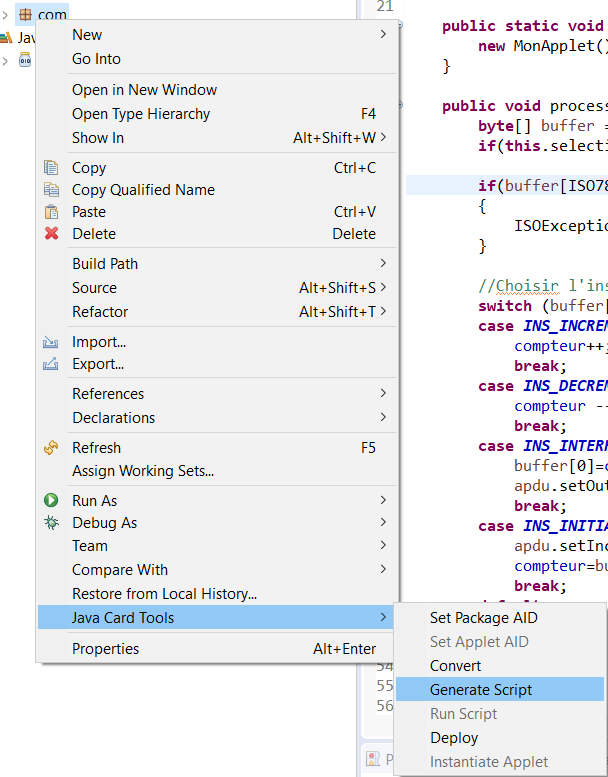 com
Jav
New
Go Into
Open in New Window
Open Type Hierarchy F4
Show In Alt+Shift+W
Copy Ctrl+C
Copy Qualified Name
Paste Ctrl+V
Delete Delete
Build Path
Source Alt+Shift+S
Refactor Alt+Shift+T
Import...
Export...
References
Declarations
Refresh F5
Assign Working Sets...
Run As
Debug As
Team
Compare With
Restore from Local History...
Java Card Tools
Properties Alt+Enter
Set Package AID
Set Applet AID
Convert
Generate Script
Run Script
Deploy
Instantiate Applet
21
public static void
new MonApplet()
}
public void process
byte[] buffer =
if(this.selecti
if(buffer[ISO78
{
ISOExceptio
}
//Choisir l'ins
switch (buffer[
case INS_INCREM
compteur++;
break;
case INS_DECREM
compteur --
break;
case INS_INTERR
buffer[0]=c
apdu.setOut
break;
case INS_INITIA
apdu.setInc
compteur=bu
break;
54
55
56
P